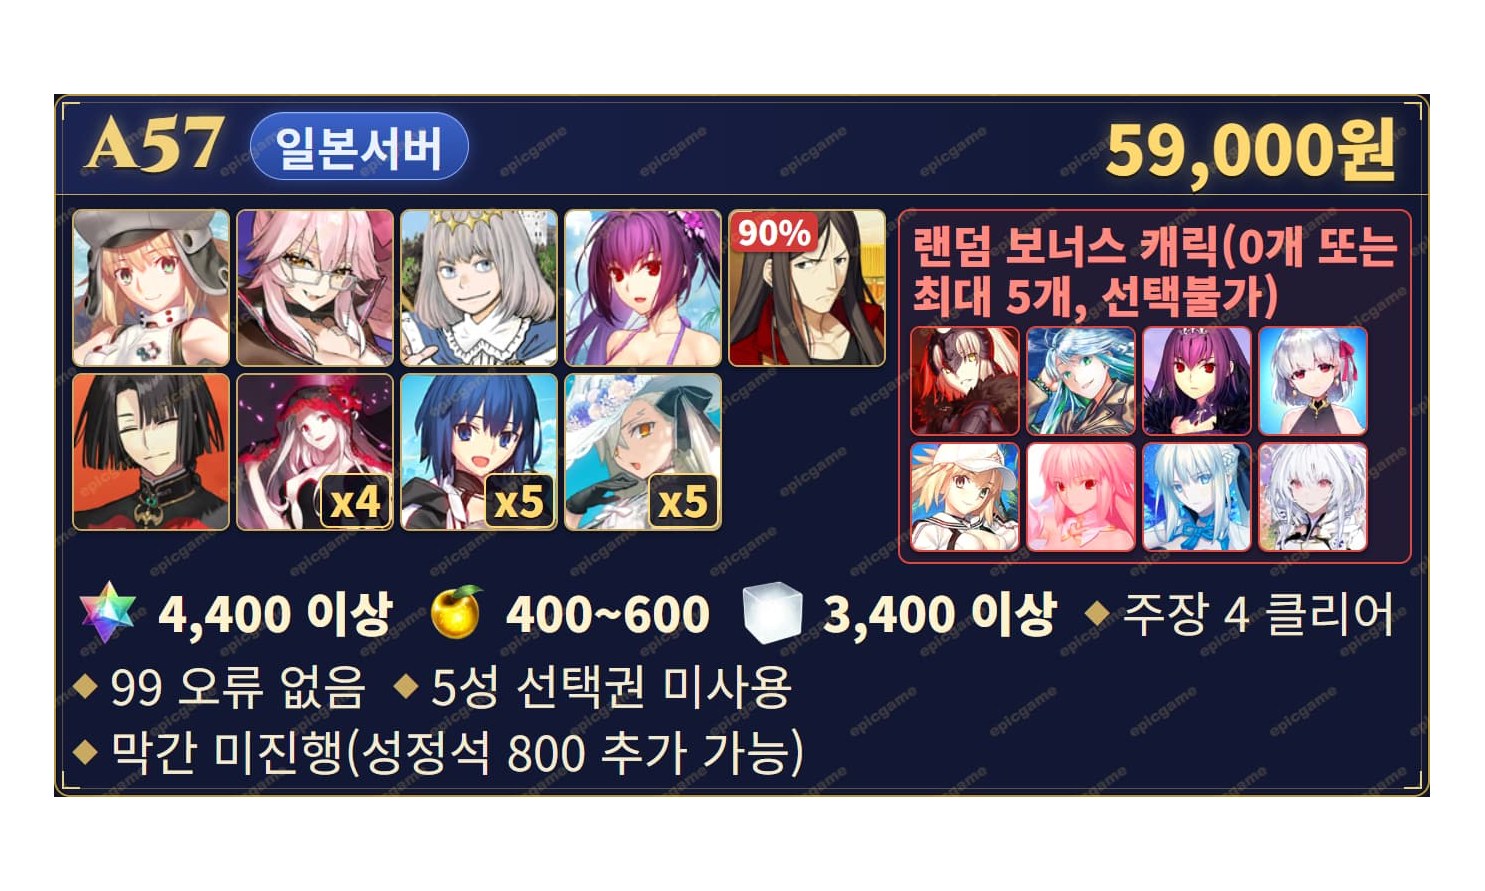 A57 일본서버 59,000원
90%
랜덤 보너스 캐릭(0개 또는
최대 5개, 선택불가)
x4 x5 x5
4,400 이상 400~600 3,400 이상 ◆ 주장 4 클리어
◆ 99 오류 없음 ◆ 5성 선택권 미사용
◆ 막간 미진행(성정석 800 추가 가능)
epicgame